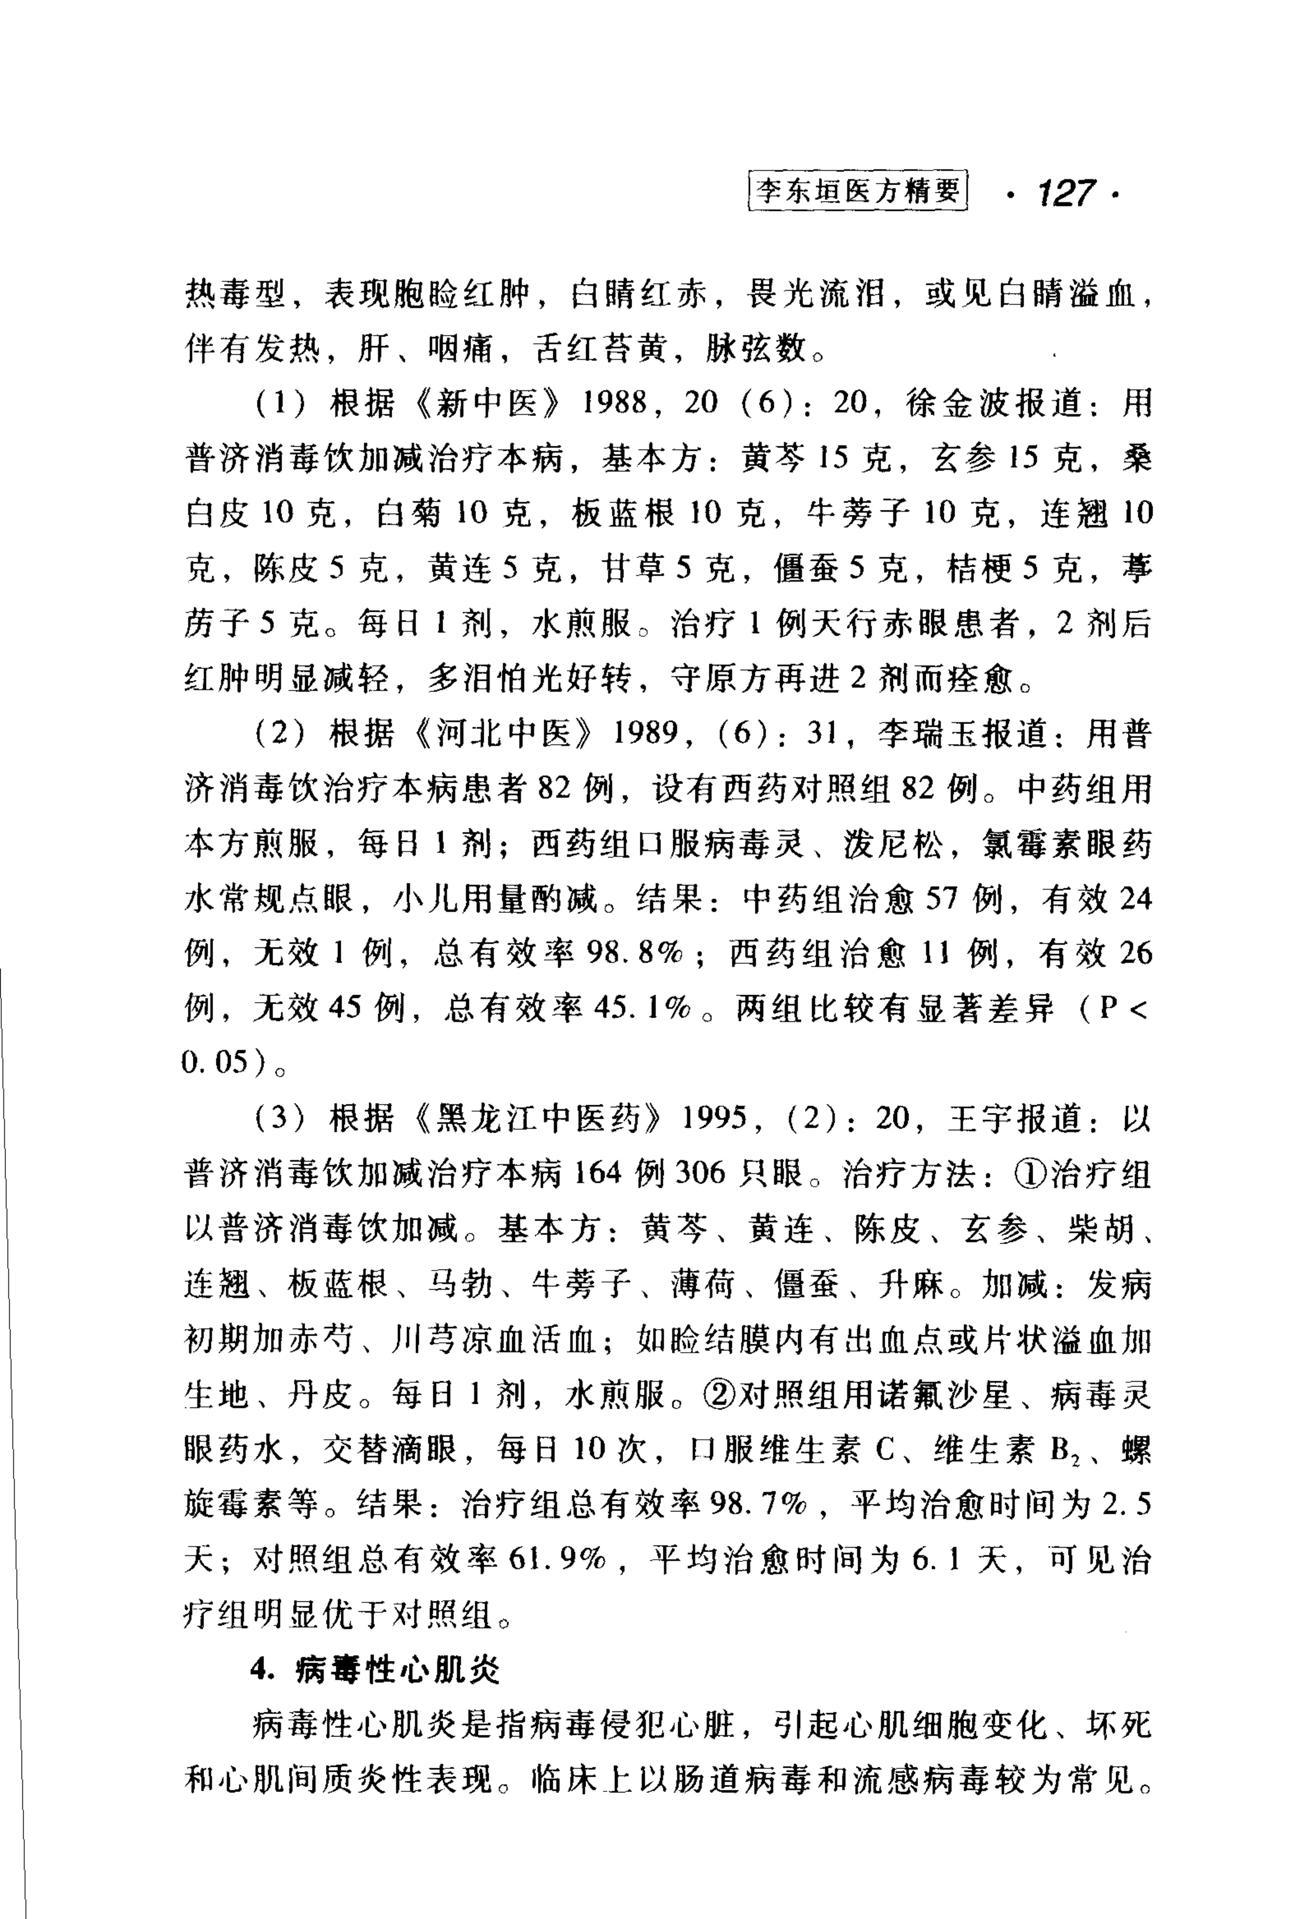 李东垣医方精要 · 127 ·
热毒型，表现胞睑红肿，白睛红赤，畏光流泪，或见白睛溢血，
伴有发热，肝、咽痛，舌红苔黄，脉弦数。
(1) 根据《新中医》1988，20 (6)：20，徐金波报道：用
普济消毒饮加减治疗本病，基本方：黄芩 15 克，玄参 15 克，桑
白皮 10 克，白菊 10 克，板蓝根 10 克，牛蒡子 10 克，连翘 10
克，陈皮 5 克，黄连 5 克，甘草 5 克，僵蚕 5 克，桔梗 5 克，葶
苈子 5 克。每日 1 剂，水煎服。治疗 1 例天行赤眼患者，2 剂后
红肿明显减轻，多泪怕光好转，守原方再进 2 剂而痊愈。
(2) 根据《河北中医》1989，(6)：31，李瑞玉报道：用普
济消毒饮治疗本病患者 82 例，设有西药对照组 82 例。中药组用
本方煎服，每日 1 剂；西药组口服病毒灵、泼尼松，氯霉素眼药
水常规点眼，小儿用量酌减。结果：中药组治愈 57 例，有效 24
例，无效 1 例，总有效率 98.8%；西药组治愈 11 例，有效 26
例，无效 45 例，总有效率 45.1%。两组比较有显著差异（P <
0.05）。
(3) 根据《黑龙江中医药》1995，(2)：20，王宇报道：以
普济消毒饮加减治疗本病 164 例 306 只眼。治疗方法：①治疗组
以普济消毒饮加减。基本方：黄芩、黄连、陈皮、玄参、柴胡、
连翘、板蓝根、马勃、牛蒡子、薄荷、僵蚕、升麻。加减：发病
初期加赤芍、川芎凉血活血；如睑结膜内有出血点或片状溢血加
生地、丹皮。每日 1 剂，水煎服。②对照组用诺氟沙星、病毒灵
眼药水，交替滴眼，每日 10 次，口服维生素 C、维生素 B₂、螺
旋霉素等。结果：治疗组总有效率 98.7%，平均治愈时间为 2.5
天；对照组总有效率 61.9%，平均治愈时间为 6.1 天，可见治
疗组明显优于对照组。
4. 病毒性心肌炎
病毒性心肌炎是指病毒侵犯心脏，引起心肌细胞变化、坏死
和心肌间质炎性表现。临床上以肠道病毒和流感病毒较为常见。